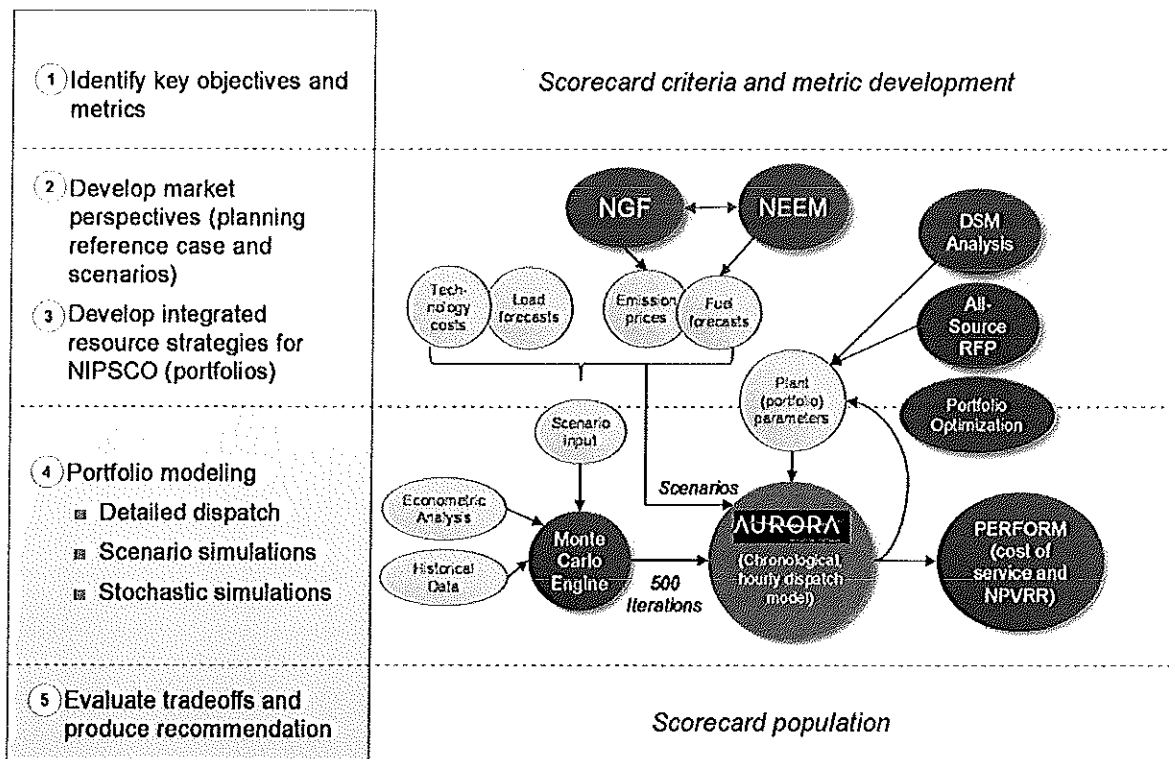 1 Identify key objectives and
metrics
Scorecard criteria and metric development
2 Develop market
perspectives (planning
reference case and
scenarios)
3 Develop integrated
resource strategies for
NIPSCO (portfolios)
NGF
NEEM
DSM
Analysis
Tech-
nology
costs
Load
forecasts
Emission
prices
Fuel
forecasts
All-
Source
RFP
Plant
(portfolio)
parameters
Portfolio
Optimization
4 Portfolio modeling
Detailed dispatch
Scenario simulations
Stochastic simulations
Scenario
input
Econometric
Analysis
Historical
Data
Monte
Carlo
Engine
500
Iterations
Scenarios
AURORA
(Chronological,
hourly dispatch
model)
PERFORM
(cost of
service and
NPVRR)
5 Evaluate tradeoffs and
produce recommendation
Scorecard population